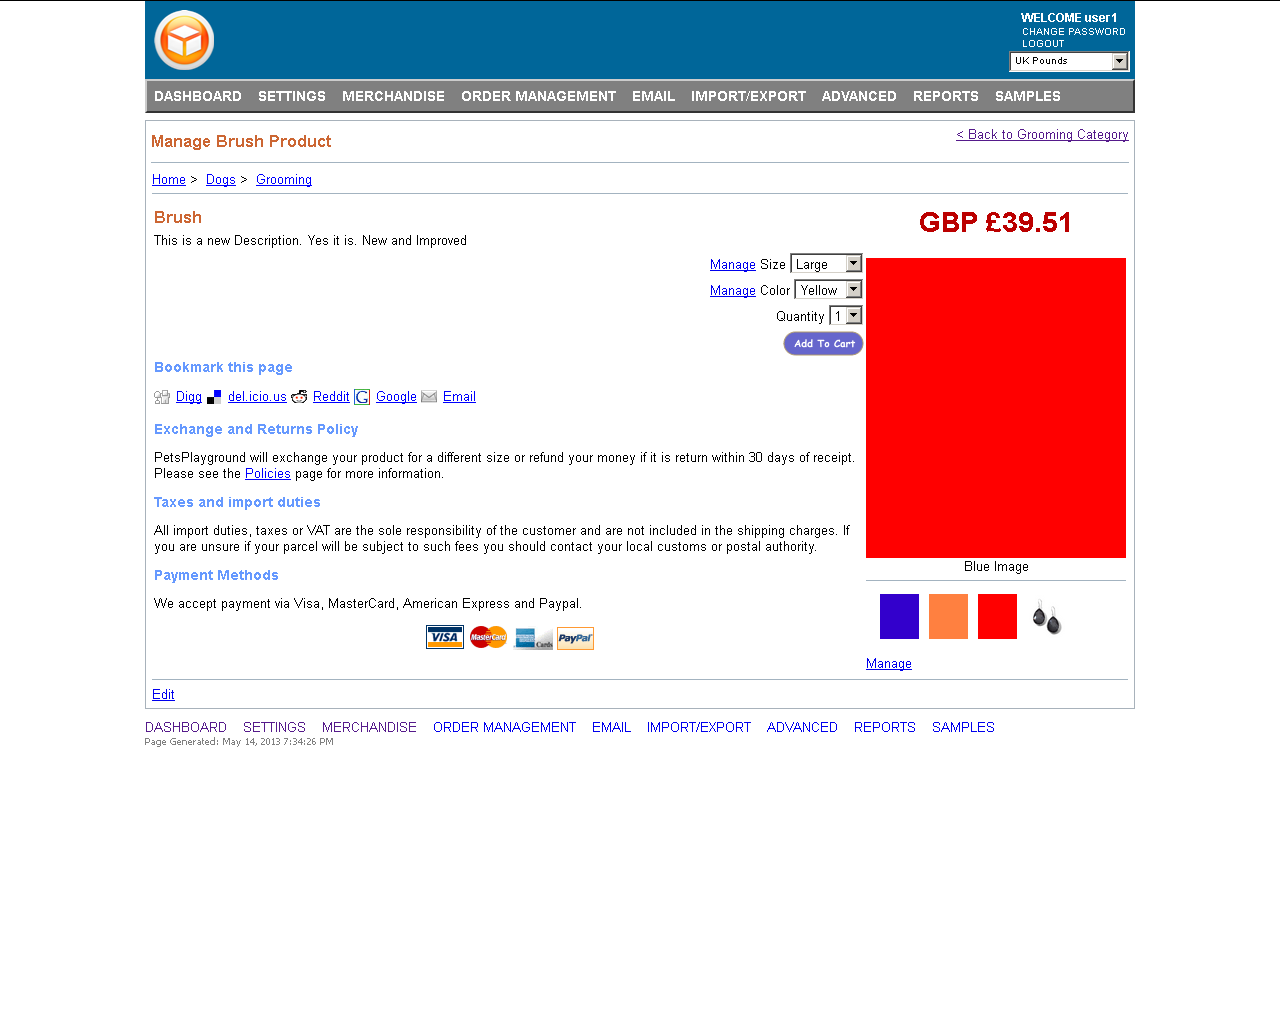 WELCOME user1
CHANGE PASSWORD
LOGOUT
UK Pounds
DASHBOARD SETTINGS MERCHANDISE ORDER MANAGEMENT EMAIL IMPORT/EXPORT ADVANCED REPORTS SAMPLES
Manage Brush Product
< Back to Grooming Category
Home > Dogs > Grooming
Brush
GBP £39.51
This is a new Description. Yes it is. New and Improved
Manage Size Large
Manage Color Yellow
Quantity 1
Add To Cart
Bookmark this page
Digg del.icio.us Reddit Google Email
Exchange and Returns Policy
PetsPlayground will exchange your product for a different size or refund your money if it is return within 30 days of receipt.
Please see the Policies page for more information.
Taxes and import duties
All import duties, taxes or VAT are the sole responsibility of the customer and are not included in the shipping charges. If
you are unsure if your parcel will be subject to such fees you should contact your local customs or postal authority.
Blue Image
Payment Methods
We accept payment via Visa, MasterCard, American Express and Paypal.
VISA MasterCard Cards PayPal
Manage
Edit
DASHBOARD SETTINGS MERCHANDISE ORDER MANAGEMENT EMAIL IMPORT/EXPORT ADVANCED REPORTS SAMPLES
Page Generated: May 14, 2013 7:34:26 PM